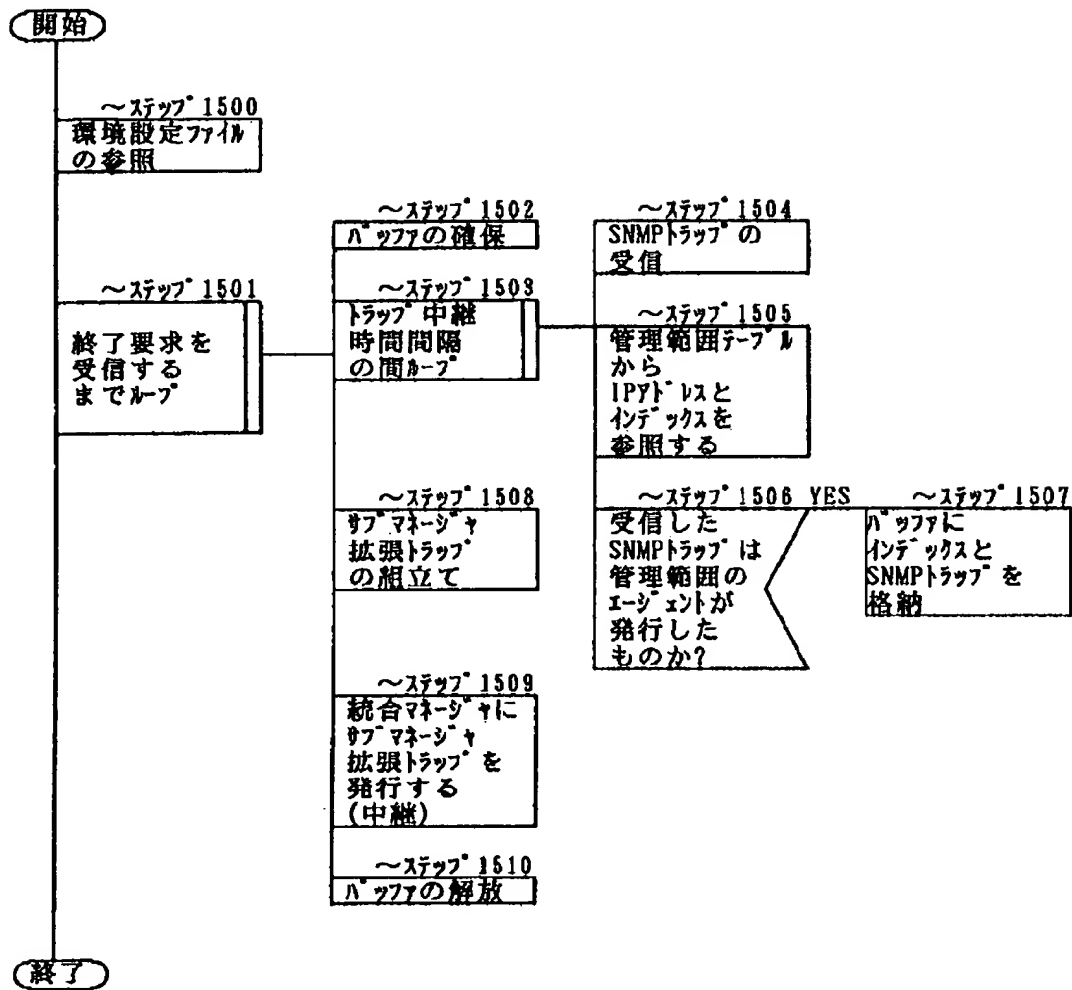 開始
～ステップ1500
環境設定ファイル
の参照
～ステップ1501
終了要求を
受信する
までループ
～ステップ1502
バッファの確保
～ステップ1503
トラップ中継
時間間隔
の間ループ
～ステップ1504
SNMPトラップの
受信
～ステップ1505
管理範囲テーブル
から
IPアドレスと
インデックスを
参照する
～ステップ1506 YES
受信した
SNMPトラップは
管理範囲の
エージェントが
発行した
ものか?
～ステップ1507
バッファに
インデックスと
SNMPトラップを
格納
～ステップ1508
サブマネージャ
拡張トラップ
の組立て
～ステップ1509
統合マネージャに
サブマネージャ
拡張トラップを
発行する
(中継)
～ステップ1510
バッファの解放
終了